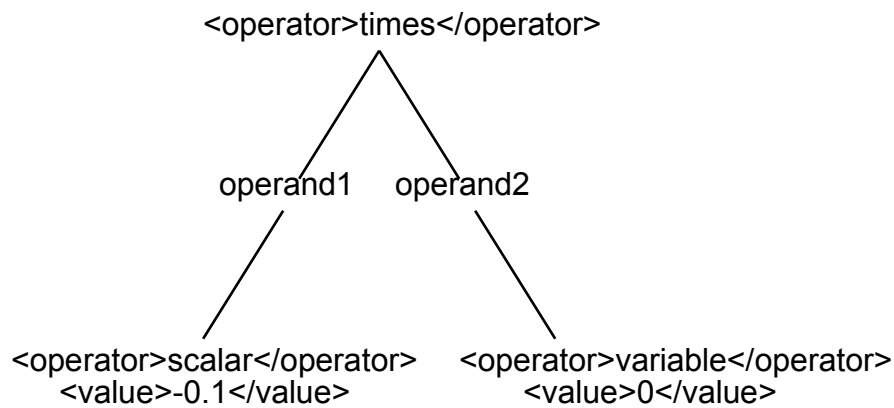 <operator>times</operator>
operand1 operand2
<operator>scalar</operator> <operator>variable</operator>
<value>-0.1</value> <value>0</value>